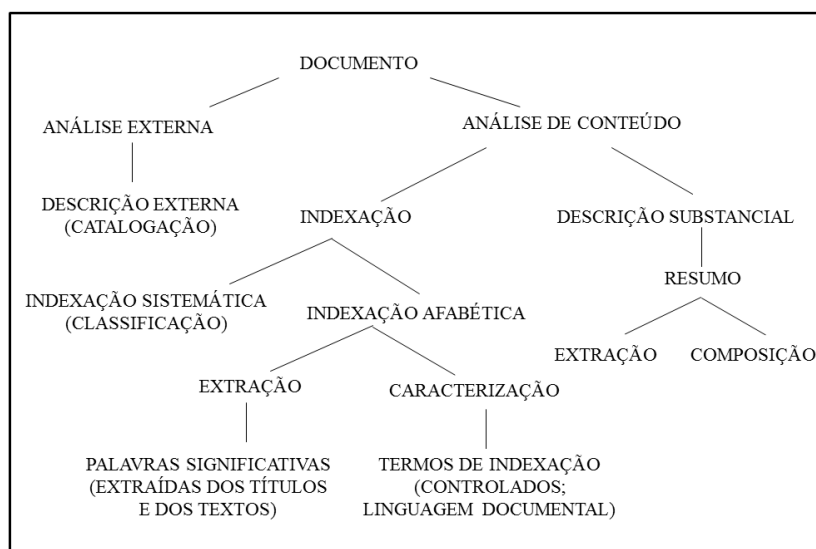 DOCUMENTO
ANÁLISE EXTERNA
ANÁLISE DE CONTEÚDO
DESCRIÇÃO EXTERNA
(CATALOGAÇÃO)
INDEXAÇÃO
DESCRIÇÃO SUBSTANCIAL
RESUMO
INDEXAÇÃO SISTEMÁTICA
(CLASSIFICAÇÃO)
INDEXAÇÃO AFABÉTICA
EXTRAÇÃO
COMPOSIÇÃO
EXTRAÇÃO
CARACTERIZAÇÃO
PALAVRAS SIGNIFICATIVAS
(EXTRAÍDAS DOS TÍTULOS
E DOS TEXTOS)
TERMOS DE INDEXAÇÃO
(CONTROLADOS;
LINGUAGEM DOCUMENTAL)